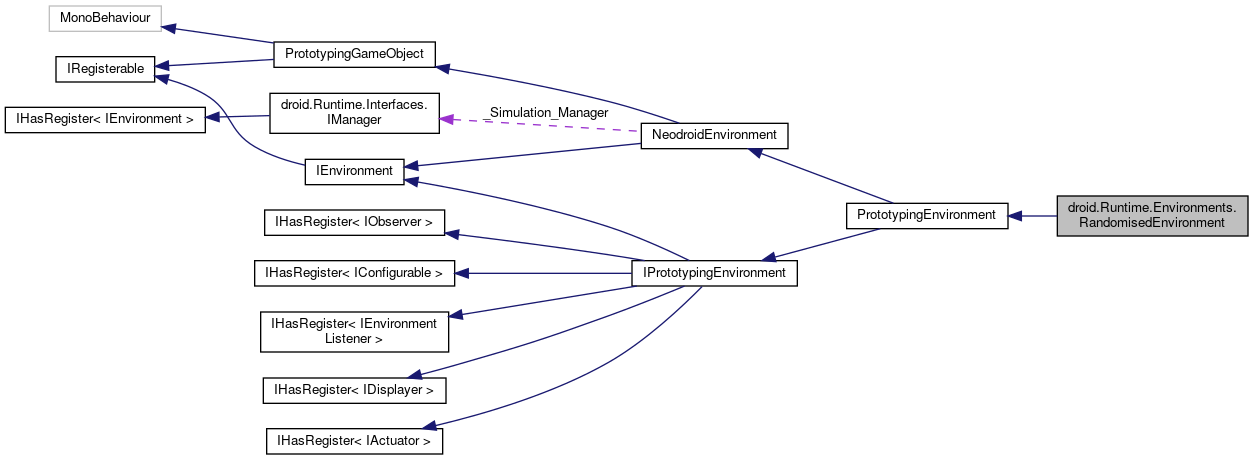 MonoBehaviour
PrototypingGameObject
IRegisterable
droid.Runtime.Interfaces.
IManager
IHasRegister< IEnvironment >
_Simulation_Manager
NeodroidEnvironment
IEnvironment
IHasRegister< IObserver >
PrototypingEnvironment
droid.Runtime.Environments.
RandomisedEnvironment
IHasRegister< IConfigurable >
IPrototypingEnvironment
IHasRegister< IEnvironment
Listener >
IHasRegister< IDisplayer >
IHasRegister< IActuator >